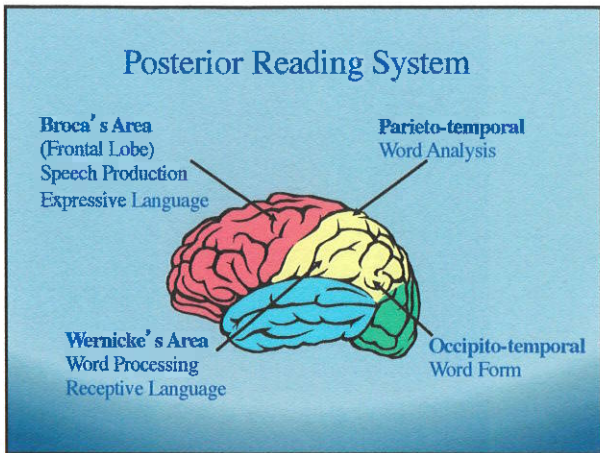 Posterior Reading System
Broca's Area
(Frontal Lobe)
Speech Production
Expressive Language
Parieto-temporal
Word Analysis
Wernicke's Area
Word Processing
Receptive Language
Occipito-temporal
Word Form